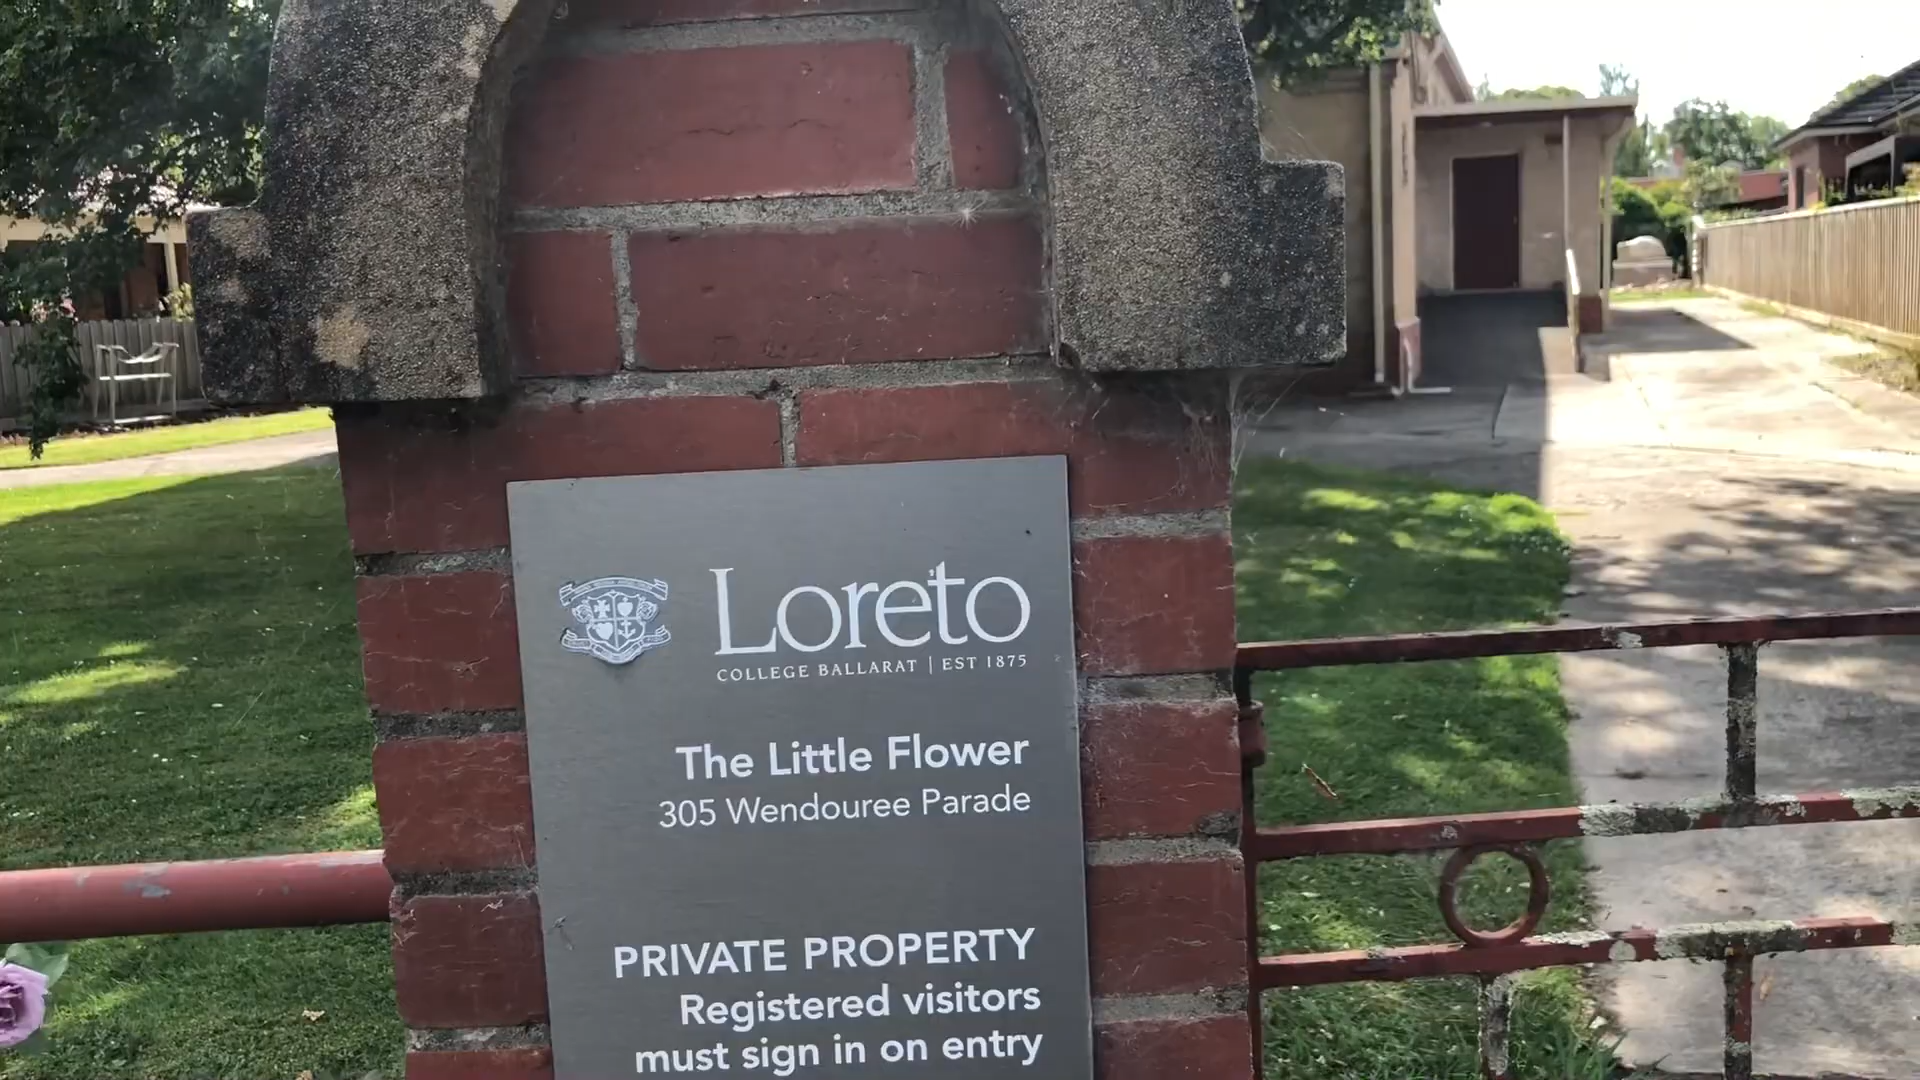 Loreto
COLLEGE BALLARAT | EST 1875
The Little Flower
305 Wendouree Parade
PRIVATE PROPERTY
Registered visitors
must sign in on entry